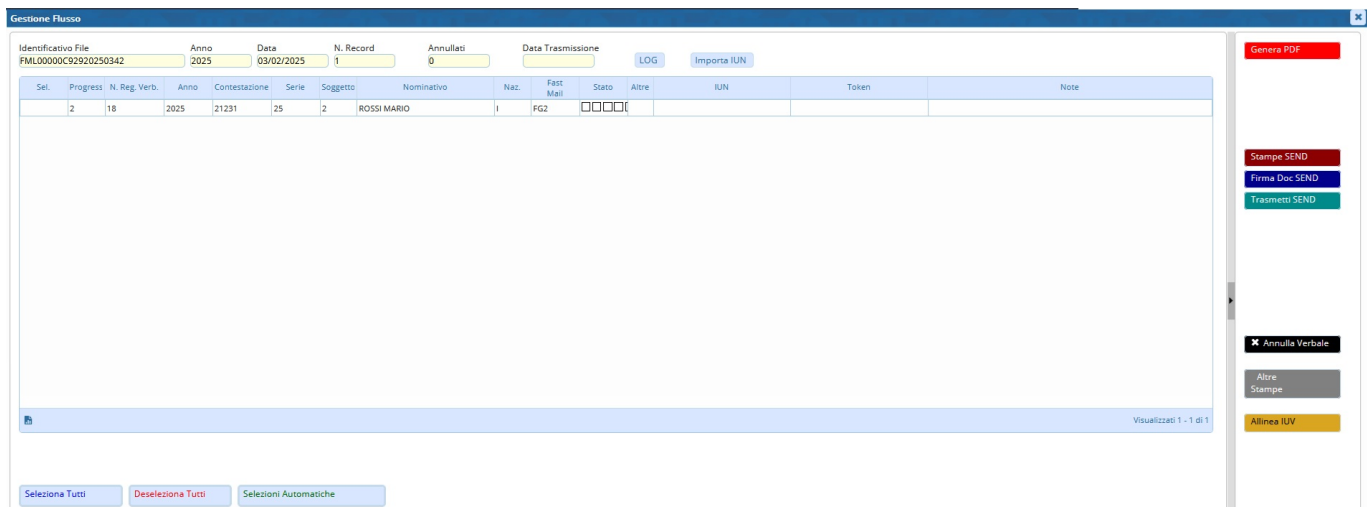 Gestione Flusso
Identificativo File Anno Data N. Record Annullati Data Trasmissione
FML00000C92920250342 2025 03/02/2025 1 0 LOG Importa IUN
Sel. Progress N. Reg. Verb. Anno Contestazione Serie Soggetto Nominativo Naz. Fast Mail Stato Altre IUN Token Note
2 18 2025 21231 25 2 ROSSI MARIO I FG2
Visualizzati 1 - 1 di 1
Seleziona Tutti Deseleziona Tutti Selezioni Automatiche
Genera PDF
Stampe SEND
Firma Doc SEND
Trasmetti SEND
Annulla Verbale
Altre
Stampe
Allinea IUV